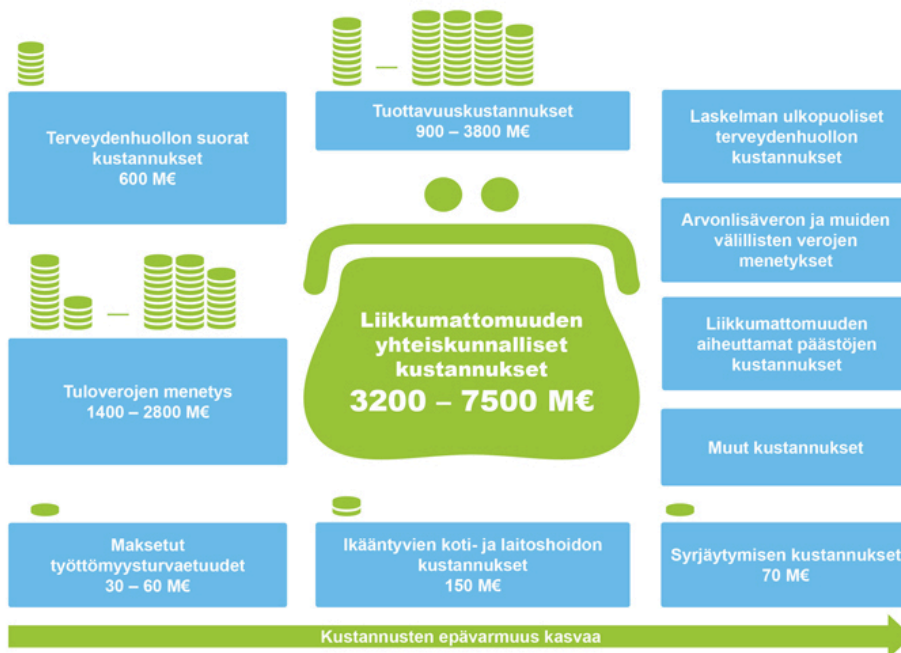 Terveydenhuollon suorat
kustannukset
600 M€
Tuottavuuskustannukset
900 – 3800 M€
Laskelman ulkopuoliset
terveydenhuollon
kustannukset
Arvonlisäveron ja muiden
välillisten verojen
menetykset
Tuloverojen menetys
1400 – 2800 M€
Liikkumattomuuden
yhteiskunnalliset
kustannukset
3200 – 7500 M€
Liikkumattomuuden
aiheuttamat päästöjen
kustannukset
Muut kustannukset
Maksetut
työttömyysturvaetuudet
30 – 60 M€
Ikääntyvien koti- ja laitoshoidon
kustannukset
150 M€
Syrjäytymisen kustannukset
70 M€
Kustannusten epävarmuus kasvaa